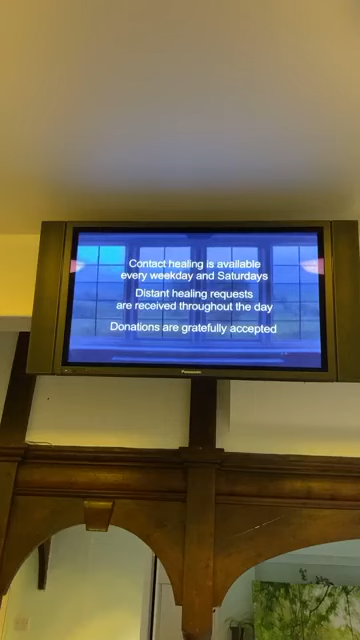 Contact healing is available
every weekday and Saturdays
Distant healing requests
are received throughout the day
Donations are gratefully accepted
Panasonic